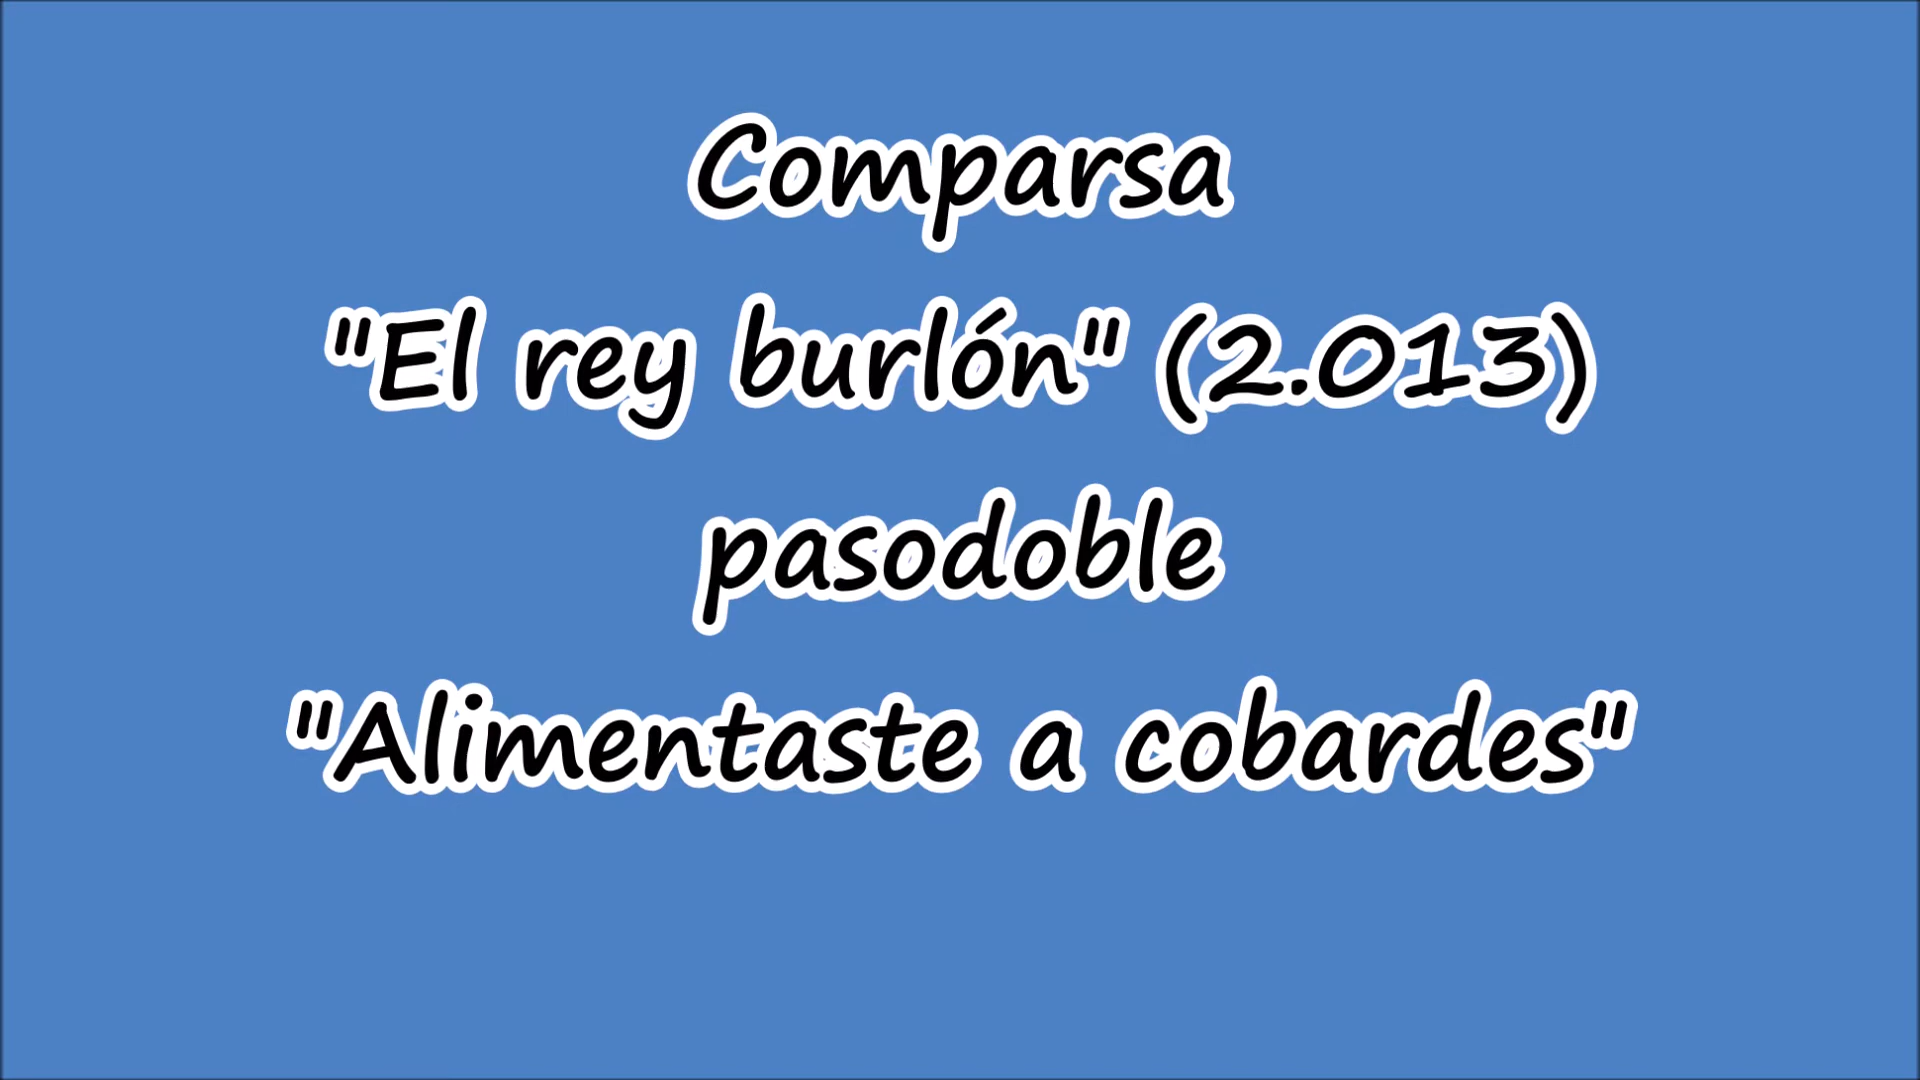 Comparsa
"El rey burlón" (2.013)
pasodoble
"Alimentaste a cobardes"